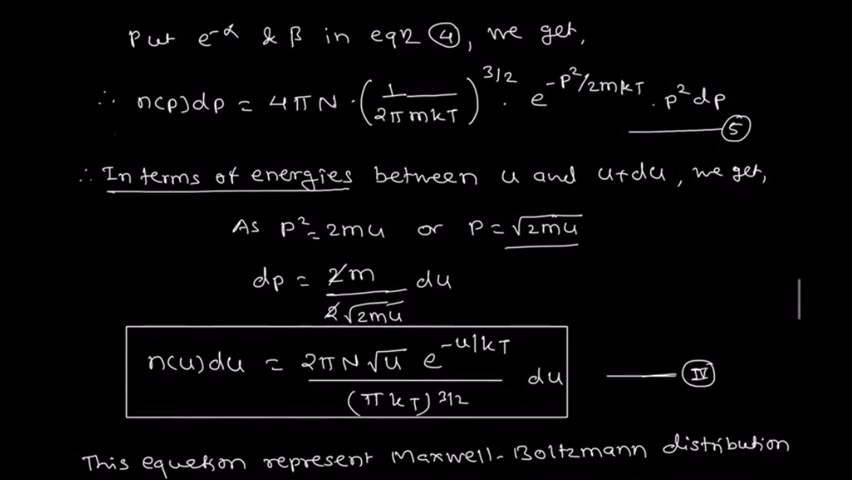 Put e^-α & β in eqn ④, we get,
∴ n(p)dp = 4πN · (1/2πmkT)^3/2 · e^-p²/2mkT · p²dp
⑤
∴ In terms of energies between u and u+du, we get,
As p² = 2mu or p = √2mu
dp = 2m/2√2mu du
n(u)du = 2πN√u e^-u/kT / (πkT)^3/2 du — IV
This equetion represent Maxwell-Boltzmann distribution